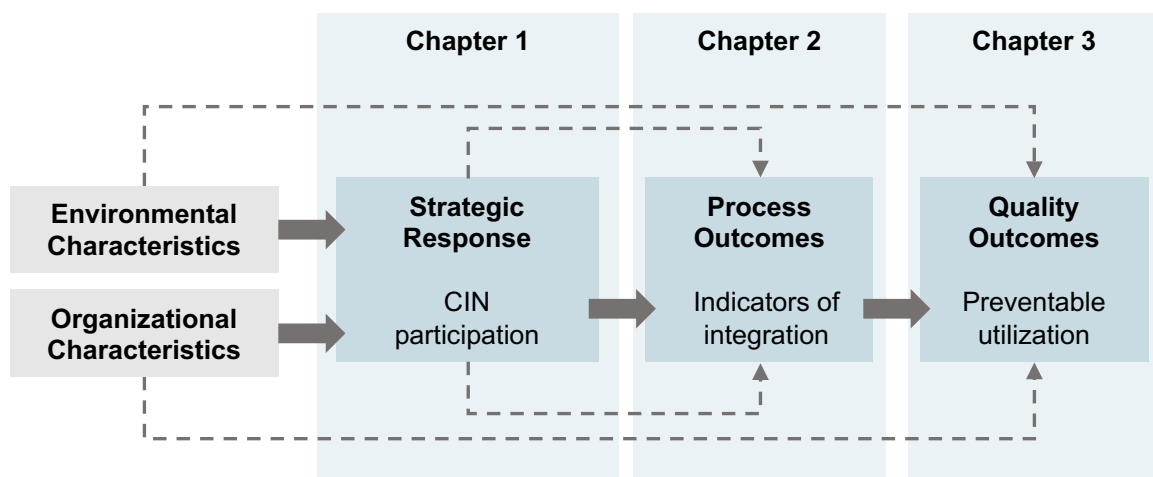 Chapter 1
Chapter 2
Chapter 3
Environmental
Characteristics
Organizational
Characteristics
Strategic
Response
CIN
participation
Process
Outcomes
Indicators of
integration
Quality
Outcomes
Preventable
utilization